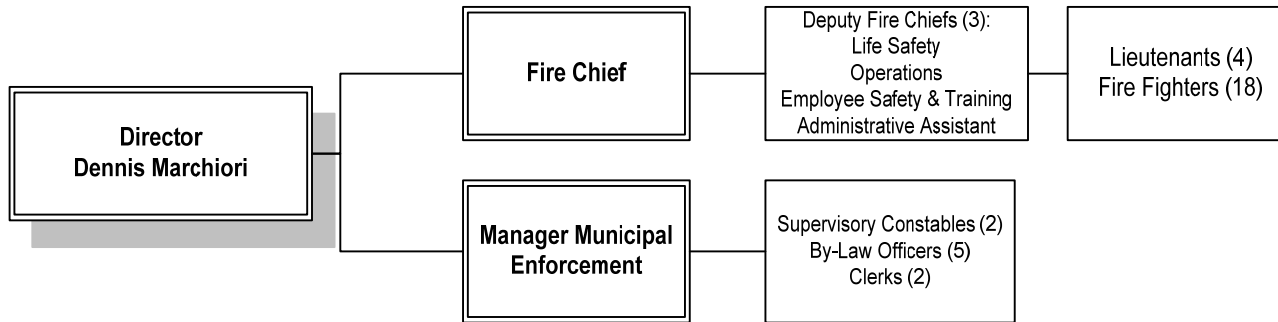 Director
Dennis Marchiori
Fire Chief
Deputy Fire Chiefs (3):
Life Safety
Operations
Employee Safety & Training
Administrative Assistant
Lieutenants (4)
Fire Fighters (18)
Manager Municipal
Enforcement
Supervisory Constables (2)
By-Law Officers (5)
Clerks (2)